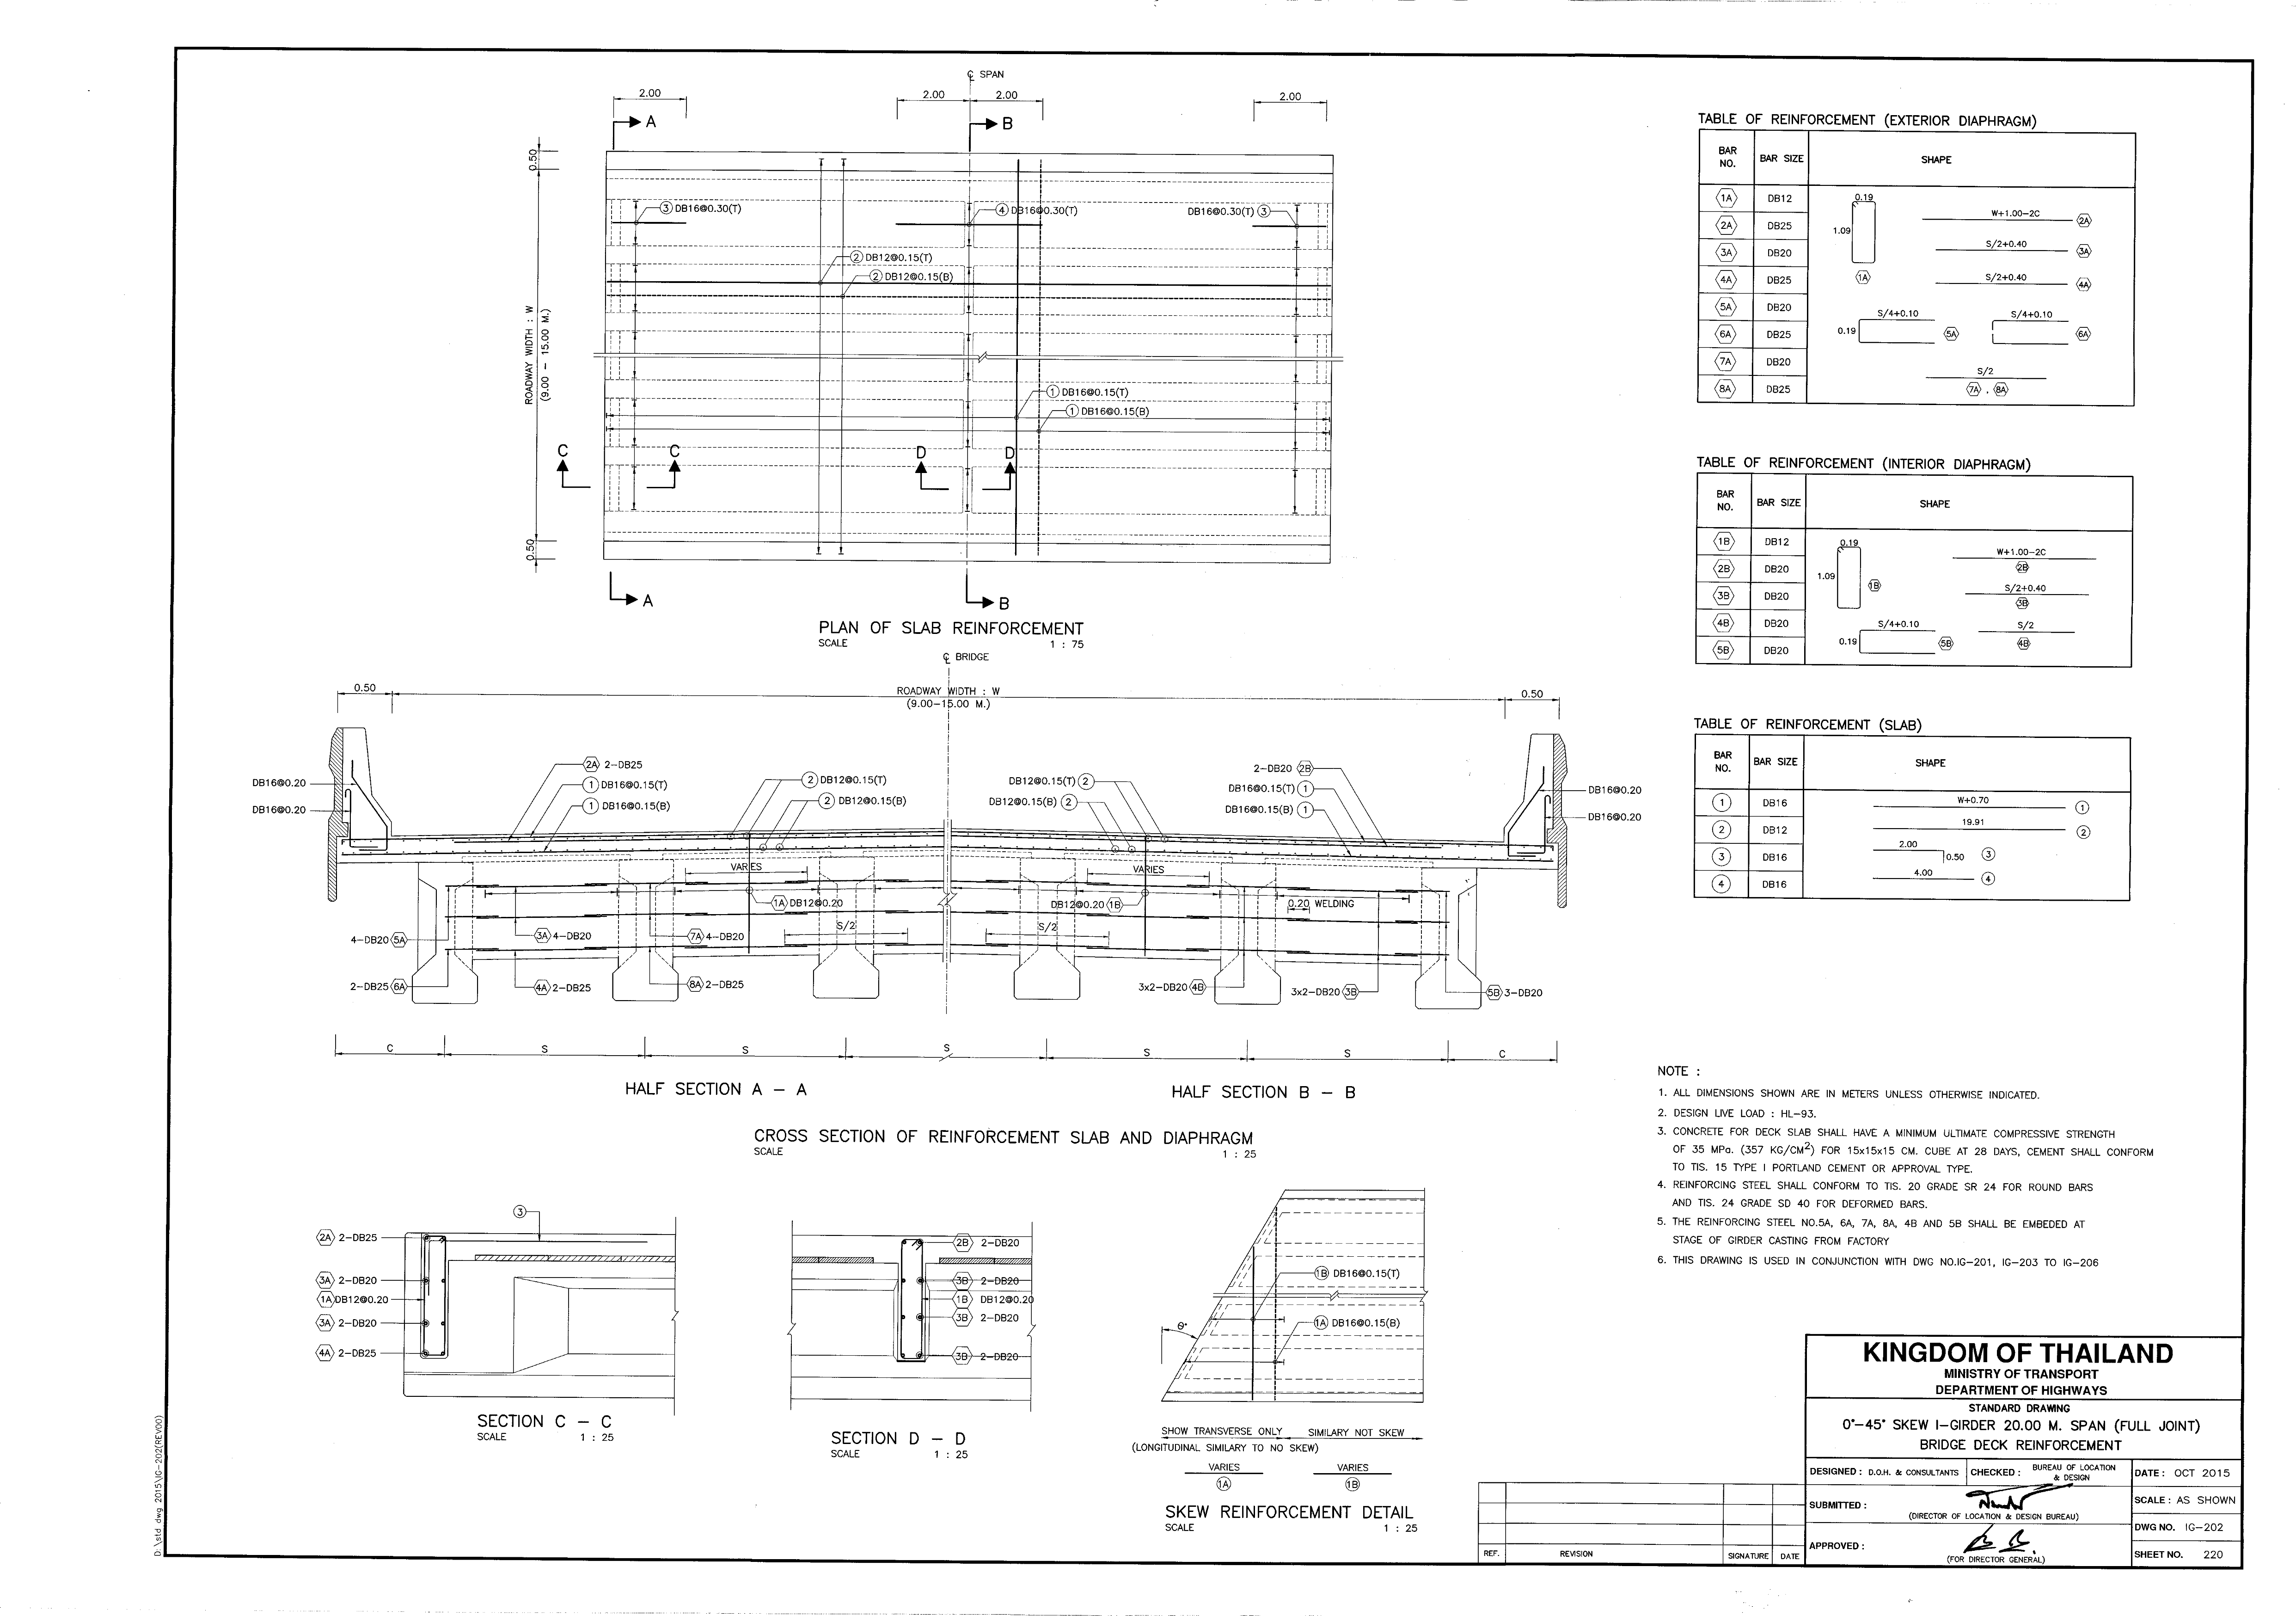 ℄ SPAN
2.00
2.00
2.00
2.00
A
B
0.50
③ DB16@0.30(T)
④ DB16@0.30(T)
DB16@0.30(T) ③
② DB12@0.15(T)
② DB12@0.15(B)
ROADWAY WIDTH : W
(9.00 – 15.00 M.)
① DB16@0.15(T)
① DB16@0.15(B)
C
C
D
D
0.50
A
B
PLAN OF SLAB REINFORCEMENT
SCALE 1 : 75
℄ BRIDGE
0.50
ROADWAY WIDTH : W
(9.00–15.00 M.)
0.50
2A 2–DB25
① DB16@0.15(T)
① DB16@0.15(B)
② DB12@0.15(T)
② DB12@0.15(B)
DB12@0.15(T) ②
DB12@0.15(B) ②
2–DB20 2B
DB16@0.15(T) ①
DB16@0.15(B) ①
DB16@0.20
DB16@0.20
DB16@0.20
DB16@0.20
VARIES
VARIES
1A DB12@0.20
DB12@0.20 1B
0.20 WELDING
S/2
S/2
4–DB20 5A
3A 4–DB20
7A 4–DB20
2–DB25 6A
4A 2–DB25
8A 2–DB25
3x2–DB20 4B
3x2–DB20 3B
5B 3–DB20
C
S
S
S
S
S
C
HALF SECTION A – A
HALF SECTION B – B
CROSS SECTION OF REINFORCEMENT SLAB AND DIAPHRAGM
SCALE 1 : 25
③
2A 2–DB25
3A 2–DB20
1A DB12@0.20
3A 2–DB20
4A 2–DB25
SECTION C – C
SCALE 1 : 25
2B 2–DB20
3B 2–DB20
1B DB12@0.20
3B 2–DB20
3B 2–DB20
SECTION D – D
SCALE 1 : 25
1B DB16@0.15(T)
θ°
1A DB16@0.15(B)
SHOW TRANSVERSE ONLY
SIMILARY NOT SKEW
(LONGITUDINAL SIMILARY TO NO SKEW)
VARIES
1A
VARIES
1B
SKEW REINFORCEMENT DETAIL
SCALE 1 : 25
TABLE OF REINFORCEMENT (EXTERIOR DIAPHRAGM)
BAR NO. BAR SIZE SHAPE
1A DB12
2A DB25
3A DB20
4A DB25
5A DB20
6A DB25
7A DB20
8A DB25
0.19
1.09
1A
W+1.00–2C 2A
S/2+0.40 3A
S/2+0.40 4A
S/4+0.10
0.19
5A
S/4+0.10
6A
S/2
7A , 8A
TABLE OF REINFORCEMENT (INTERIOR DIAPHRAGM)
BAR NO. BAR SIZE SHAPE
1B DB12
2B DB20
3B DB20
4B DB20
5B DB20
0.19
1.09
1B
W+1.00–2C
2B
S/2+0.40
3B
S/4+0.10
0.19
5B
S/2
4B
TABLE OF REINFORCEMENT (SLAB)
BAR NO. BAR SIZE SHAPE
① DB16 W+0.70 ①
② DB12 19.91 ②
③ DB16 2.00 0.50 ③
④ DB16 4.00 ④
NOTE :
1. ALL DIMENSIONS SHOWN ARE IN METERS UNLESS OTHERWISE INDICATED.
2. DESIGN LIVE LOAD : HL–93.
3. CONCRETE FOR DECK SLAB SHALL HAVE A MINIMUM ULTIMATE COMPRESSIVE STRENGTH
OF 35 MPa. (357 KG/CM²) FOR 15x15x15 CM. CUBE AT 28 DAYS, CEMENT SHALL CONFORM
TO TIS. 15 TYPE I PORTLAND CEMENT OR APPROVAL TYPE.
4. REINFORCING STEEL SHALL CONFORM TO TIS. 20 GRADE SR 24 FOR ROUND BARS
AND TIS. 24 GRADE SD 40 FOR DEFORMED BARS.
5. THE REINFORCING STEEL NO.5A, 6A, 7A, 8A, 4B AND 5B SHALL BE EMBEDED AT
STAGE OF GIRDER CASTING FROM FACTORY
6. THIS DRAWING IS USED IN CONJUNCTION WITH DWG NO.IG–201, IG–203 TO IG–206
KINGDOM OF THAILAND
MINISTRY OF TRANSPORT
DEPARTMENT OF HIGHWAYS
STANDARD DRAWING
0°–45° SKEW I–GIRDER 20.00 M. SPAN (FULL JOINT)
BRIDGE DECK REINFORCEMENT
DESIGNED : D.O.H. & CONSULTANTS
CHECKED : BUREAU OF LOCATION & DESIGN
DATE : OCT 2015
SUBMITTED :
(DIRECTOR OF LOCATION & DESIGN BUREAU)
SCALE : AS SHOWN
DWG NO. IG–202
APPROVED :
(FOR DIRECTOR GENERAL)
SHEET NO. 220
REF. REVISION SIGNATURE DATE
D:\std dwg 2015\IG-202(REV00)